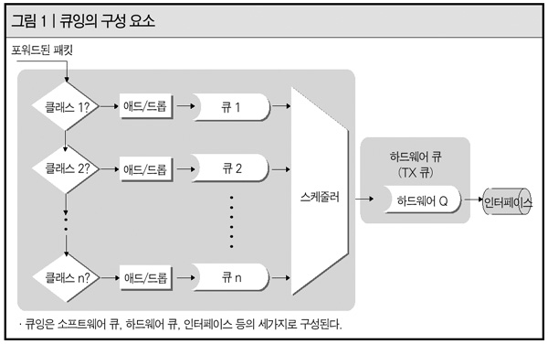 그림 1 | 큐잉의 구성 요소
포워드된 패킷
클래스 1?
애드/드롭
큐 1
클래스 2?
애드/드롭
큐 2
스케줄러
하드웨어 큐
(TX 큐)
하드웨어 Q
인터페이스
클래스 n?
애드/드롭
큐 n
· 큐잉은 소프트웨어 큐, 하드웨어 큐, 인터페이스 등의 세가지로 구성된다.